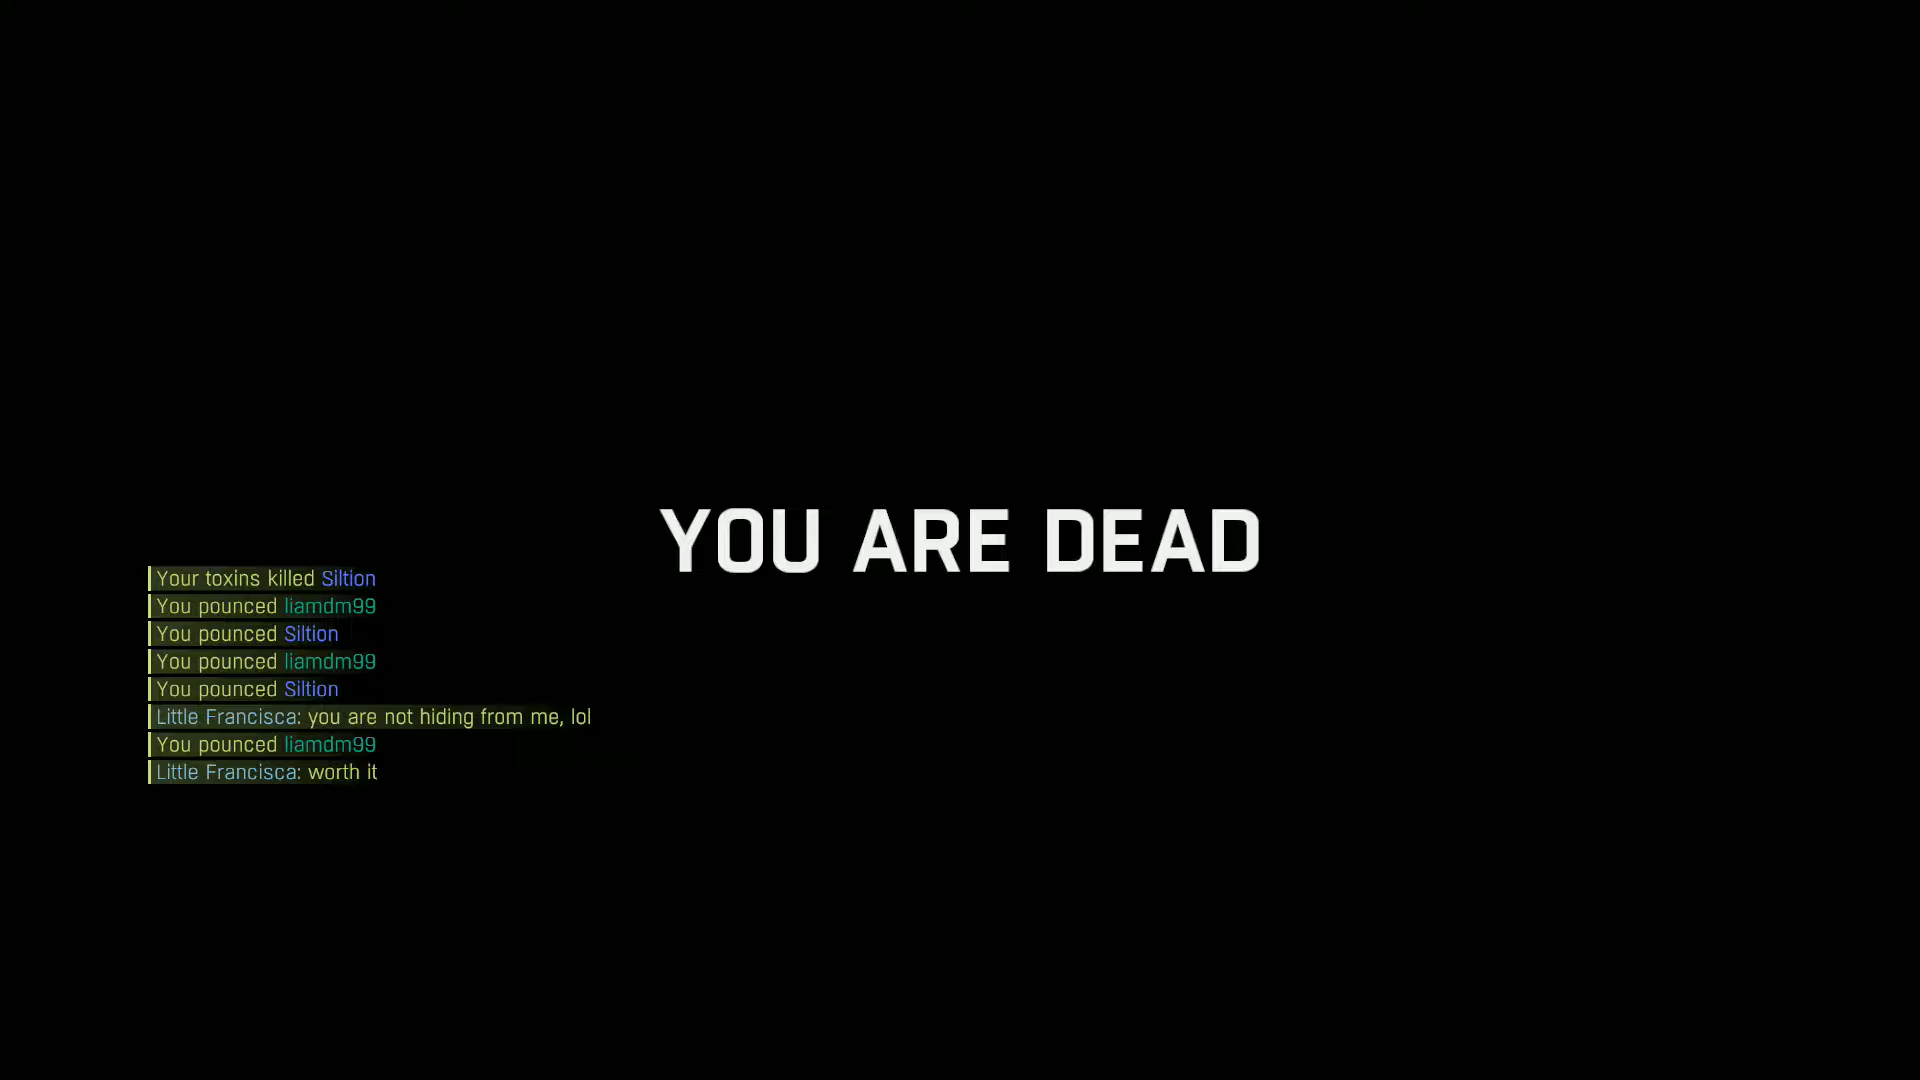 YOU ARE DEAD
Your toxins killed Siltion
You pounced liamdm99
You pounced Siltion
You pounced liamdm99
You pounced Siltion
Little Francisca: you are not hiding from me, lol
You pounced liamdm99
Little Francisca: worth it